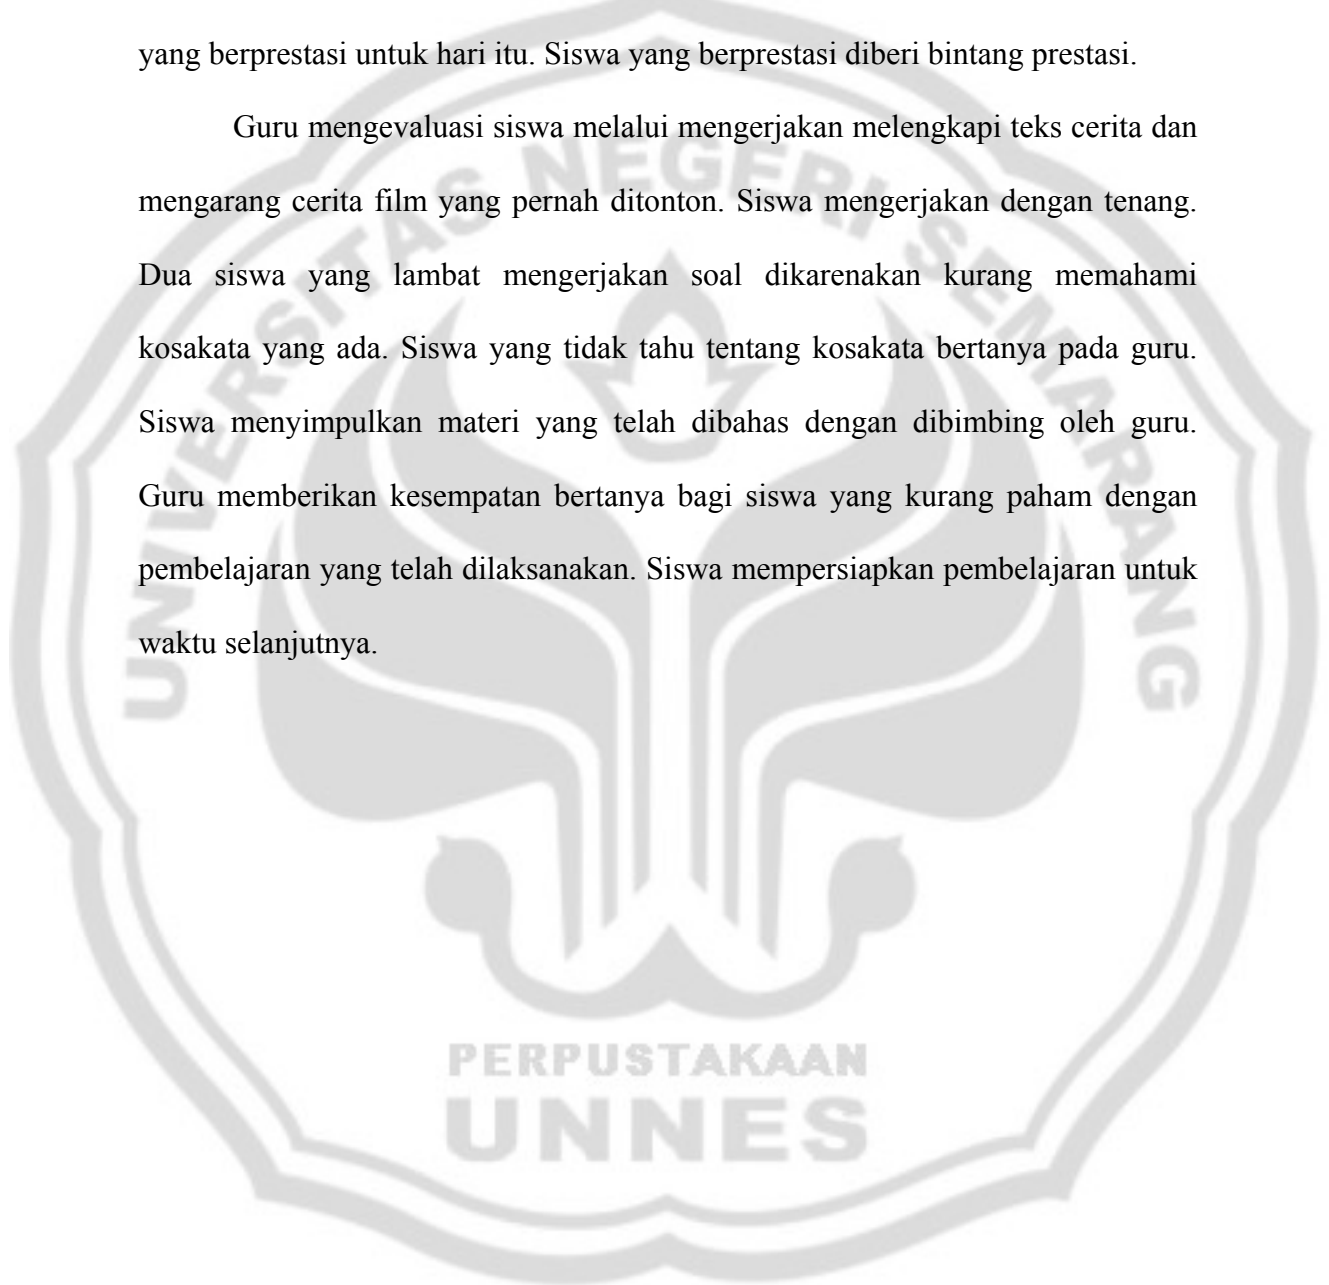 yang berprestasi untuk hari itu. Siswa yang berprestasi diberi bintang prestasi.
Guru mengevaluasi siswa melalui mengerjakan melengkapi teks cerita dan
mengarang cerita film yang pernah ditonton. Siswa mengerjakan dengan tenang.
Dua siswa yang lambat mengerjakan soal dikarenakan kurang memahami
kosakata yang ada. Siswa yang tidak tahu tentang kosakata bertanya pada guru.
Siswa menyimpulkan materi yang telah dibahas dengan dibimbing oleh guru.
Guru memberikan kesempatan bertanya bagi siswa yang kurang paham dengan
pembelajaran yang telah dilaksanakan. Siswa mempersiapkan pembelajaran untuk
waktu selanjutnya.
UNIVERSITAS NEGERI SEMARANG
PERPUSTAKAAN
UNNES